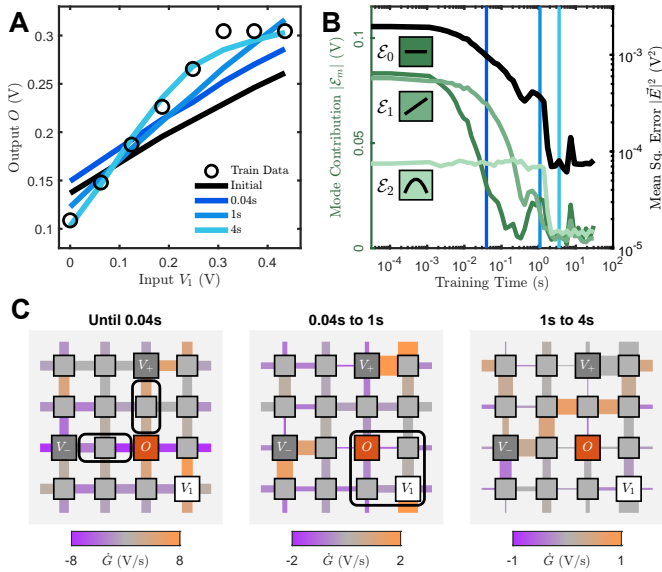 A
Output O (V)
0.3
0.25
0.2
0.15
0.1
Train Data
Initial
0.04s
1s
4s
0
0.1
0.2
0.3
0.4
Input V₁ (V)
B
Mode Contribution |ℰₘ| (V)
0.1
0.05
0
ℰ₀
ℰ₁
ℰ₂
10⁻²
10⁻³
10⁻⁴
10⁻⁵
Mean Sq. Error |E⃗|² (V²)
10⁻⁴
10⁻³
10⁻²
10⁻¹
10⁰
10¹
10²
Training Time (s)
C
Until 0.04s
0.04s to 1s
1s to 4s
V₊
V₋
O
V₁
V₊
V₋
O
V₁
V₊
V₋
O
V₁
-8
Ġ (V/s)
8
-2
Ġ (V/s)
2
-1
Ġ (V/s)
1